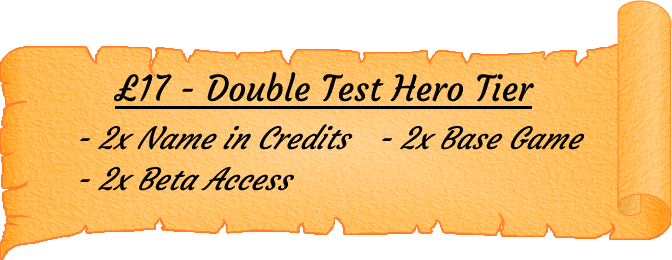 £17 - Double Test Hero Tier
- 2x Name in Credits - 2x Base Game
- 2x Beta Access